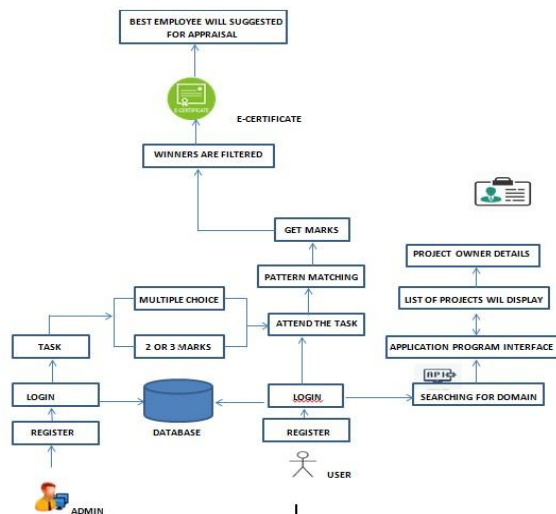 BEST EMPLOYEE WILL SUGGESTED
FOR APPRAISAL
E-CERTIFICATE
E-CERTIFICATE
WINNERS ARE FILTERED
GET MARKS
PROJECT OWNER DETAILS
PATTERN MATCHING
MULTIPLE CHOICE
LIST OF PROJECTS WIL DISPLAY
ATTEND THE TASK
TASK
2 OR 3 MARKS
APPLICATION PROGRAM INTERFACE
API
LOGIN
LOGIN
SEARCHING FOR DOMAIN
REGISTER
DATABASE
REGISTER
USER
ADMIN